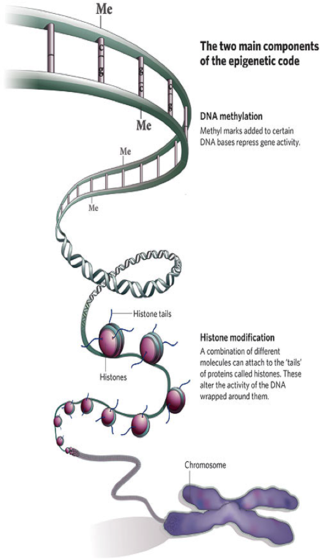 Me
The two main components
of the epigenetic code
DNA methylation
Methyl marks added to certain
DNA bases repress gene activity.
Me
Me
Me
Histone tails
Histone modification
A combination of different
molecules can attach to the 'tails'
of proteins called histones. These
alter the activity of the DNA
wrapped around them.
Histones
Chromosome